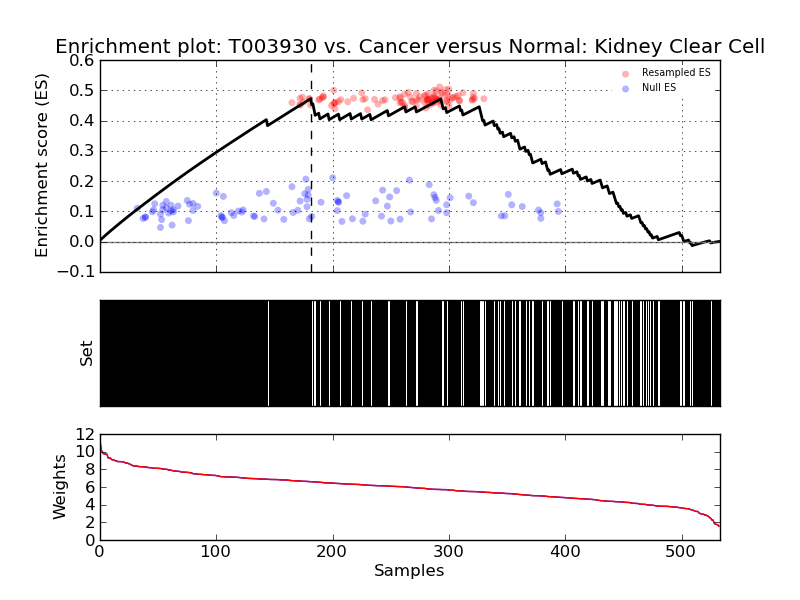 Enrichment plot: T003930 vs. Cancer versus Normal: Kidney Clear Cell
0.6
0.5
0.4
0.3
0.2
0.1
0.0
−0.1
Enrichment score (ES)
Resampled ES
Null ES
Set
12
10
8
6
4
2
0
Weights
0 100 200 300 400 500
Samples